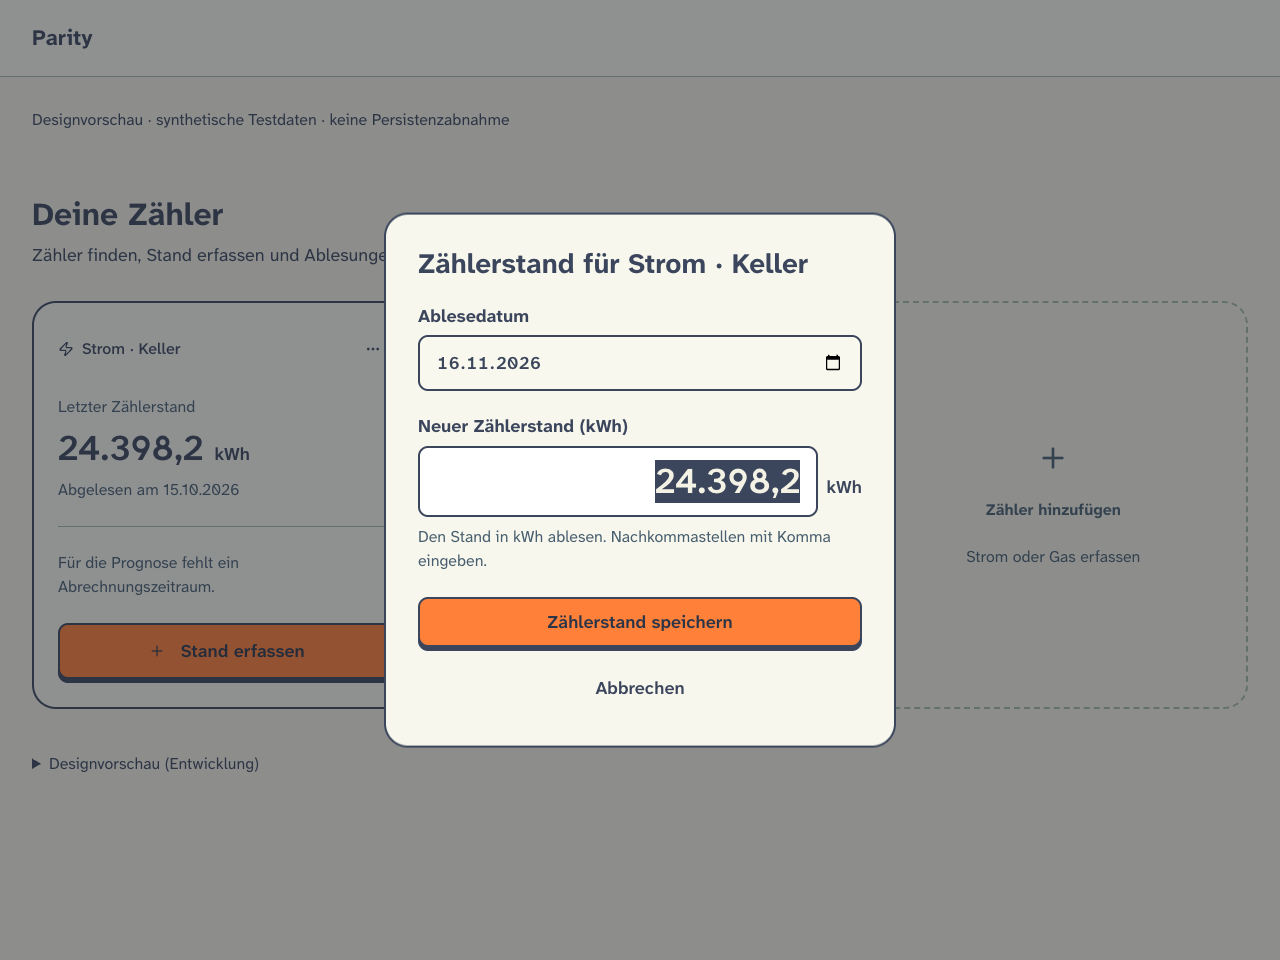 Parity
Designvorschau · synthetische Testdaten · keine Persistenzabnahme
Deine Zähler
Zähler finden, Stand erfassen und
Strom · Keller
Letzter Zählerstand
24.398,2 kWh
Abgelesen am 15.10.2026
Für die Prognose fehlt ein
Abrechnungszeitraum.
+ Stand erfassen
Zählerstand für Strom · Keller
Ablesedatum
16.11.2026
Neuer Zählerstand (kWh)
24.398,2 kWh
Den Stand in kWh ablesen. Nachkommastellen mit Komma
eingeben.
Zählerstand speichern
Abbrechen
Zähler hinzufügen
Strom oder Gas erfassen
Designvorschau (Entwicklung)